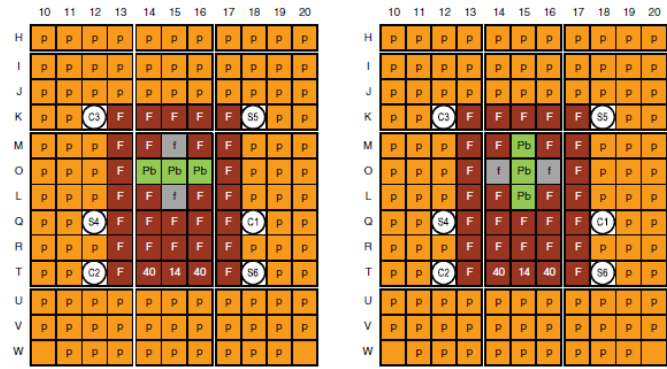 10 11 12 13 14 15 16 17 18 19 20
H p p p p p p p p p p p
I p p p p p p p p p p p
J p p p p p p p p p p p
K p p C3 F F F F F S5 p p
M p p p F F f F F p p p
O p p p F Pb Pb Pb F p p p
L p p p F F f F F p p p
Q p p S4 F F F F F C1 p p
R p p p F F F F F p p p
T p p C2 F 40 14 40 F S6 p p
U p p p p p p p p p p p
V p p p p p p p p p p p
W p p p p p p p p p
10 11 12 13 14 15 16 17 18 19 20
H p p p p p p p p p p p
I p p p p p p p p p p p
J p p p p p p p p p p p
K p p C3 F F F F F S5 p p
M p p p F F Pb F F p p p
O p p p F f Pb f F p p p
L p p p F F Pb F F p p p
Q p p S4 F F F F F C1 p p
R p p p F F F F F p p p
T p p C2 F 40 14 40 F S6 p p
U p p p p p p p p p p p
V p p p p p p p p p p p
W p p p p p p p p p